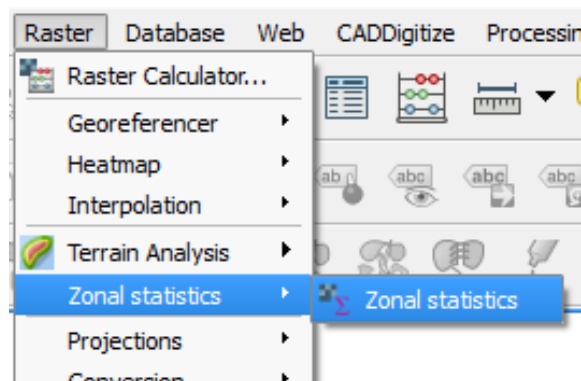 Raster Database Web CADDigitize Processin
Raster Calculator...
Georeferencer
Heatmap
ab abc abc abc
Interpolation
Terrain Analysis
Zonal statistics Zonal statistics
Projections
Conversion